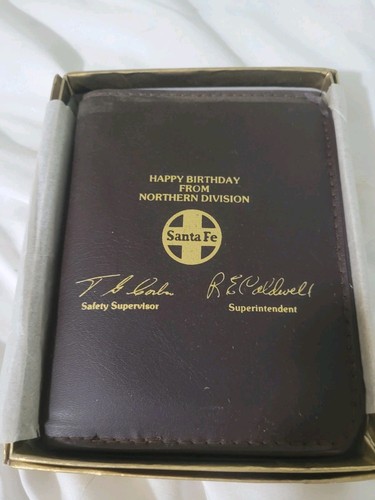 HAPPY BIRTHDAY
FROM
NORTHERN DIVISION
Santa Fe
R E Caldwell
Safety Supervisor
Superintendent